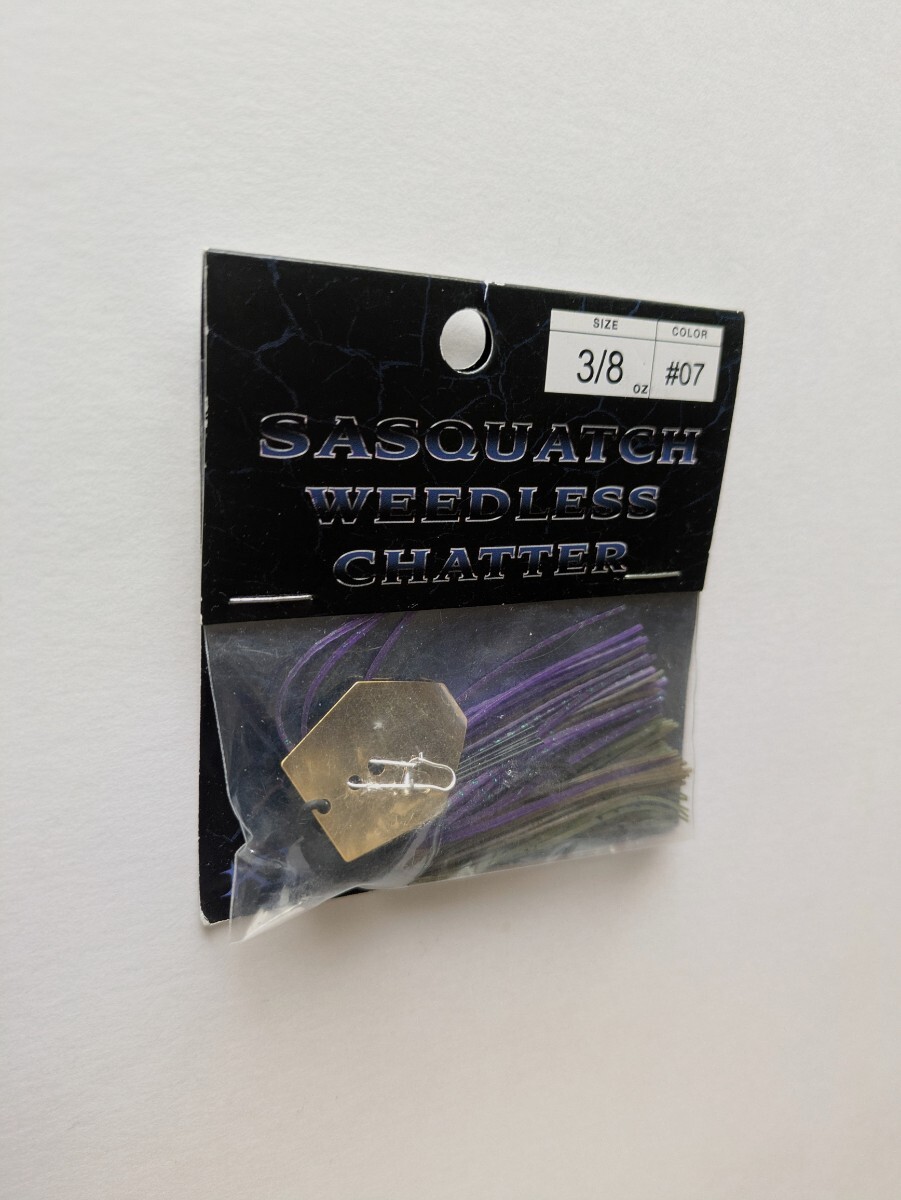 SIZE COLOR
3/8 oz #07
SASQUATCH
WEEDLESS
CHATTER